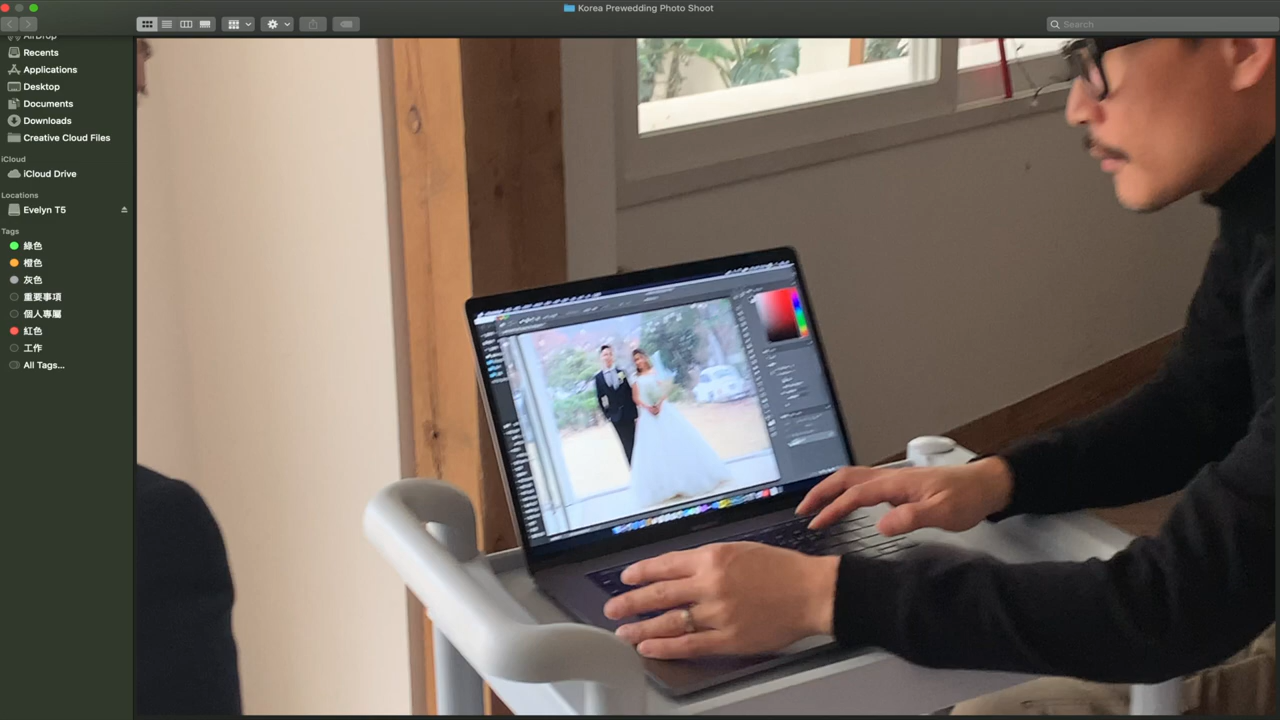 Korea Prewedding Photo Shoot
Search
AirDrop
Recents
Applications
Desktop
Documents
Downloads
Creative Cloud Files
iCloud
iCloud Drive
Locations
Evelyn T5
Tags
綠色
橙色
灰色
重要事項
個人專屬
紅色
工作
All Tags...